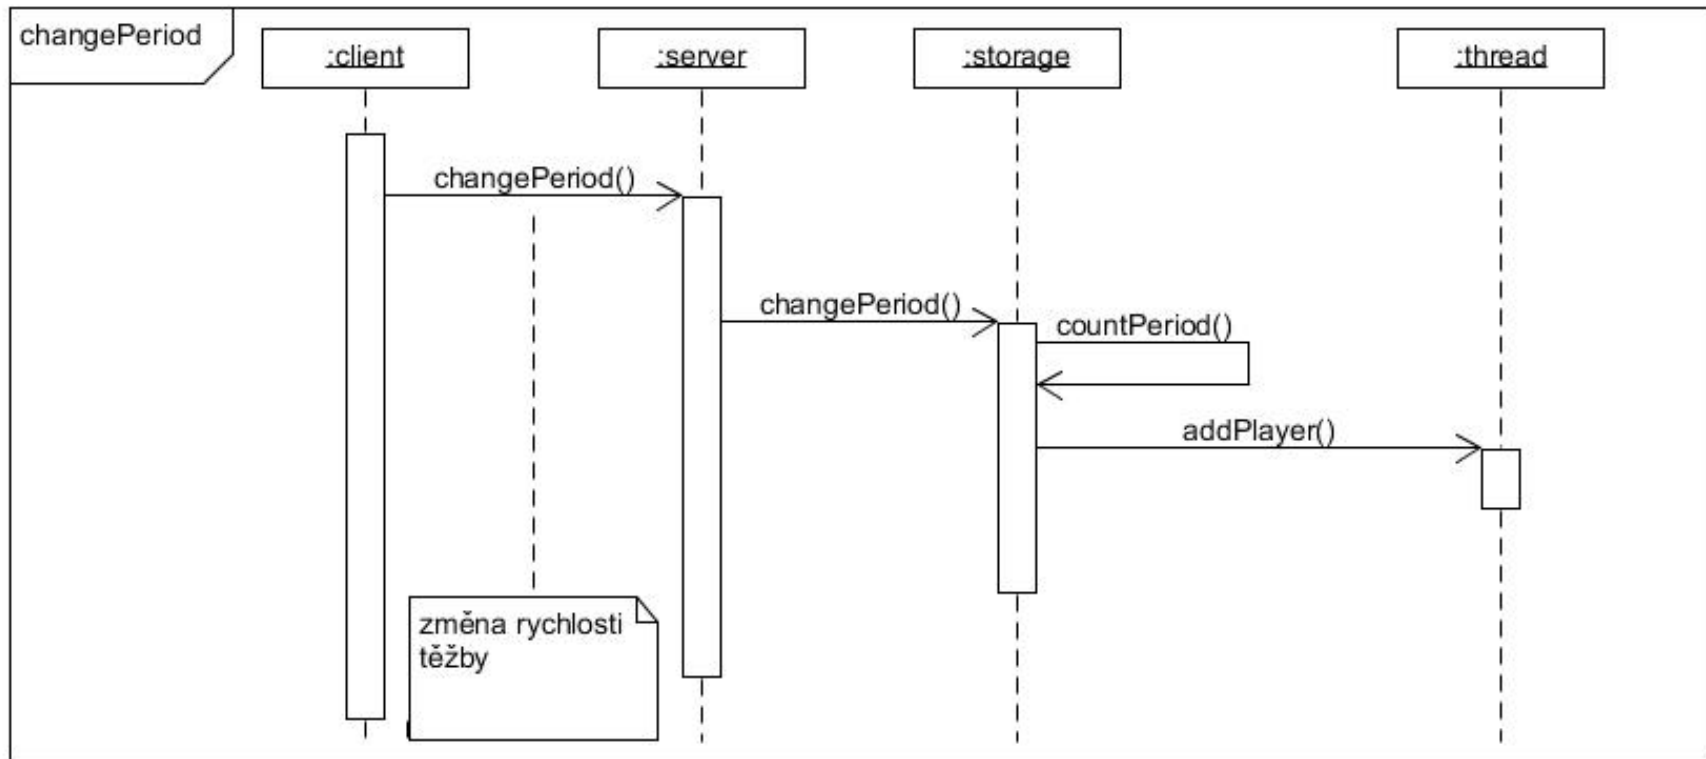 changePeriod
:client
:server
:storage
:thread
changePeriod()
changePeriod()
countPeriod()
addPlayer()
změna rychlosti
těžby